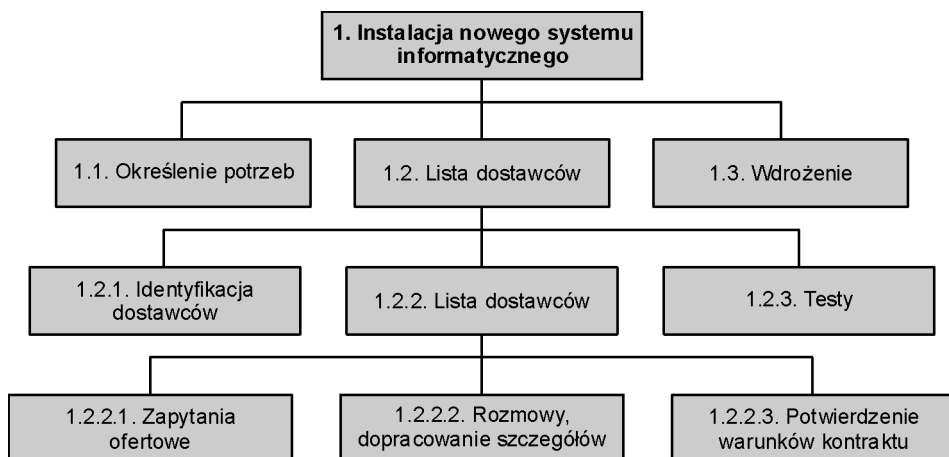 1. Instalacja nowego systemu
informatycznego
1.1. Określenie potrzeb
1.2. Lista dostawców
1.3. Wdrożenie
1.2.1. Identyfikacja
dostawców
1.2.2. Lista dostawców
1.2.3. Testy
1.2.2.1. Zapytania
ofertowe
1.2.2.2. Rozmowy,
dopracowanie szczegółów
1.2.2.3. Potwierdzenie
warunków kontraktu